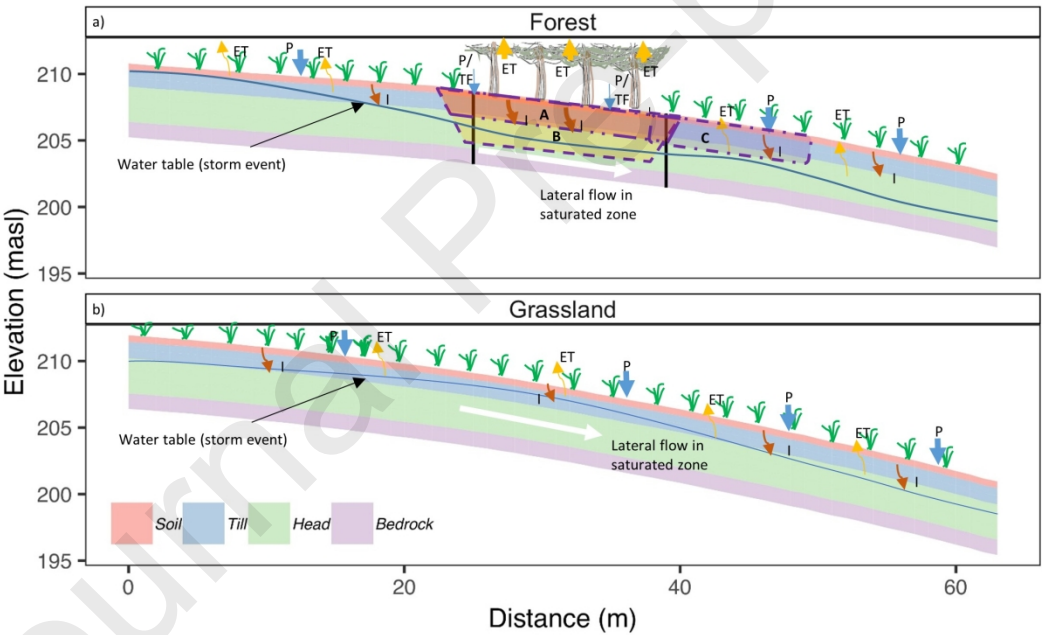 a)
Forest
P
ET
ET
I
P/
TF
ET
ET
ET
P/
TF
A
I
I
B
C
ET
P
I
ET
P
I
Water table (storm event)
Lateral flow in
saturated zone
210
205
200
195
Elevation (masl)
b)
Grassland
P
ET
I
ET
I
P
ET
P
I
ET
P
I
Water table (storm event)
Lateral flow in
saturated zone
Soil
Till
Head
Bedrock
210
205
200
195
0
20
40
60
Distance (m)